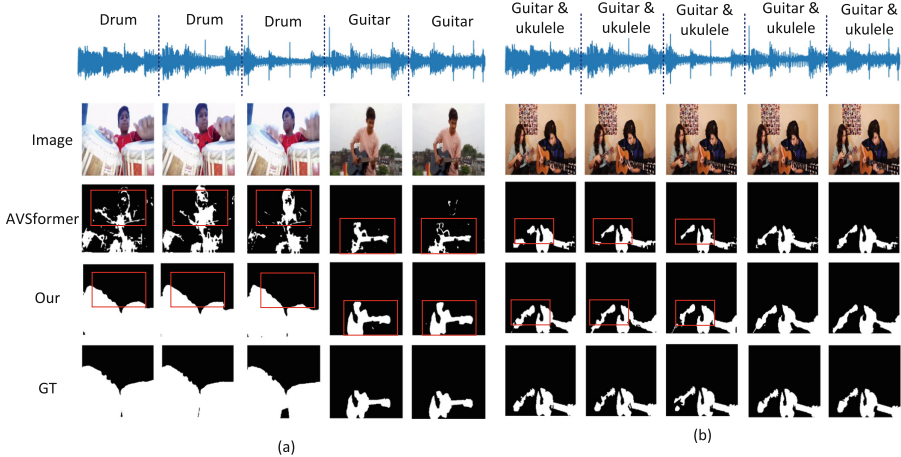 Drum Drum Drum Guitar Guitar
Guitar & ukulele Guitar & ukulele Guitar & ukulele Guitar & ukulele Guitar & ukulele
Image
AVSformer
Our
GT
(a)
(b)